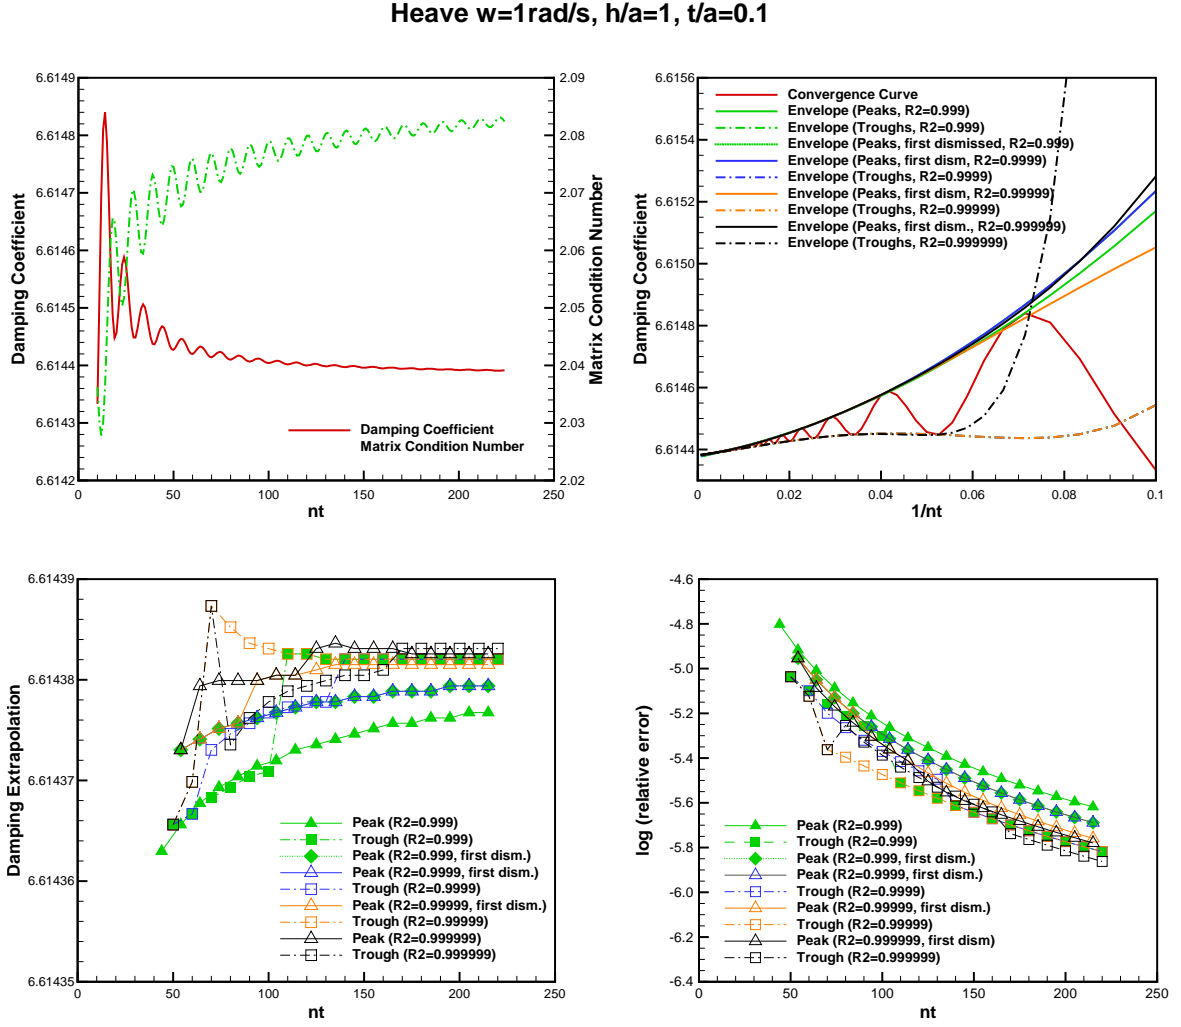 Heave w=1rad/s, h/a=1, t/a=0.1
6.6149
6.6148
6.6147
6.6146
6.6145
6.6144
6.6143
6.6142
Damping Coefficient
2.09
2.08
2.07
2.06
2.05
2.04
2.03
2.02
Matrix Condition Number
Damping Coefficient
Matrix Condition Number
0 50 100 150 200 250
nt
6.6156
6.6154
6.6152
6.6150
6.6148
6.6146
6.6144
Damping Coefficient
Convergence Curve
Envelope (Peaks, R2=0.999)
Envelope (Troughs, R2=0.999)
Envelope (Peaks, first dismissed, R2=0.999)
Envelope (Peaks, first dism, R2=0.9999)
Envelope (Troughs, R2=0.9999)
Envelope (Peaks, first dism, R2=0.99999)
Envelope (Troughs, R2=0.99999)
Envelope (Peaks, first dism., R2=0.999999)
Envelope (Troughs, R2=0.999999)
0 0.02 0.04 0.06 0.08 0.1
1/nt
6.61439
6.61438
6.61437
6.61436
6.61435
Damping Extrapolation
Peak (R2=0.999)
Trough (R2=0.999)
Peak (R2=0.999, first dism.)
Peak (R2=0.9999, first dism.)
Trough (R2=0.9999)
Peak (R2=0.99999, first dism.)
Trough (R2=0.99999)
Peak (R2=0.999999)
Trough (R2=0.999999)
0 50 100 150 200 250
nt
-4.6
-4.8
-5.0
-5.2
-5.4
-5.6
-5.8
-6.0
-6.2
-6.4
log (relative error)
Peak (R2=0.999)
Trough (R2=0.999)
Peak (R2=0.999, first dism.)
Peak (R2=0.9999, first dism.)
Trough (R2=0.9999)
Peak (R2=0.99999, first dism.)
Trough (R2=0.99999)
Peak (R2=0.999999, first dism)
Trough (R2=0.999999)
0 50 100 150 200 250
nt